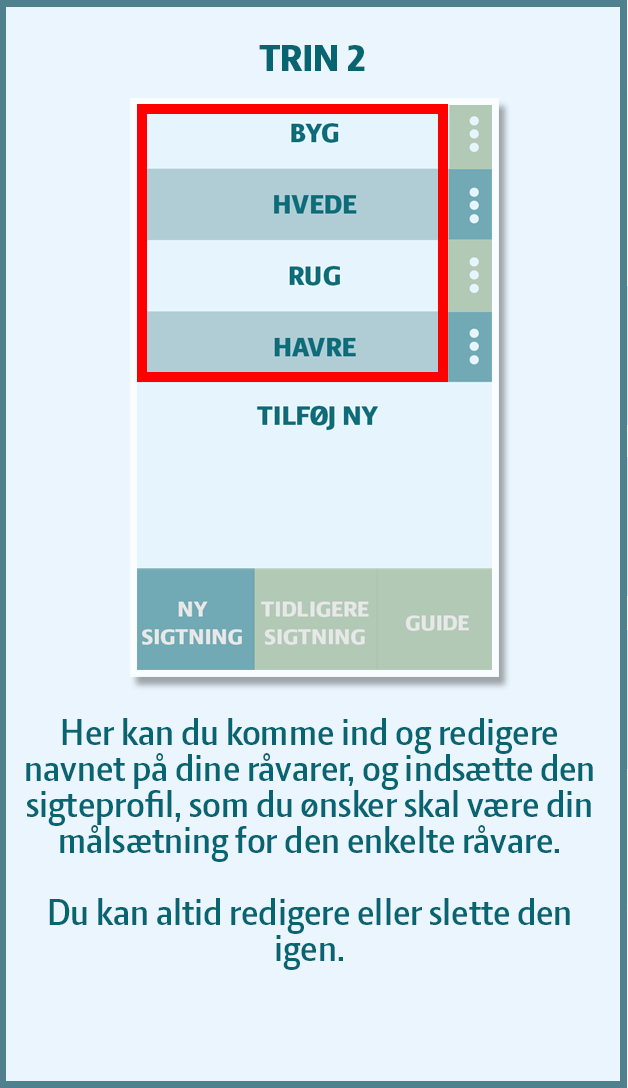 TRIN 2
BYG
HVEDE
RUG
HAVRE
TILFØJ NY
NY
SIGTNING
TIDLIGERE
SIGTNING
GUIDE
Her kan du komme ind og redigere
navnet på dine råvarer, og indsætte den
sigteprofil, som du ønsker skal være din
målsætning for den enkelte råvare.
Du kan altid redigere eller slette den
igen.